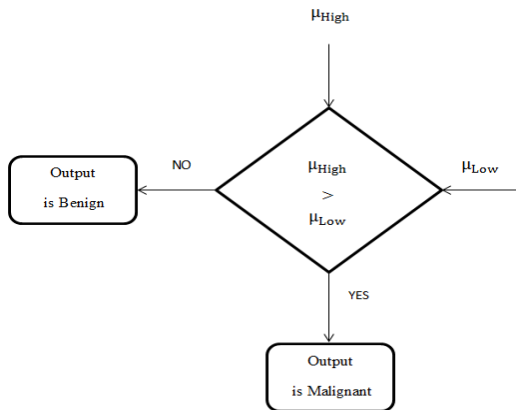 μHigh
NO
Output
is Benign
μHigh
>
μLow
μLow
YES
Output
is Malignant